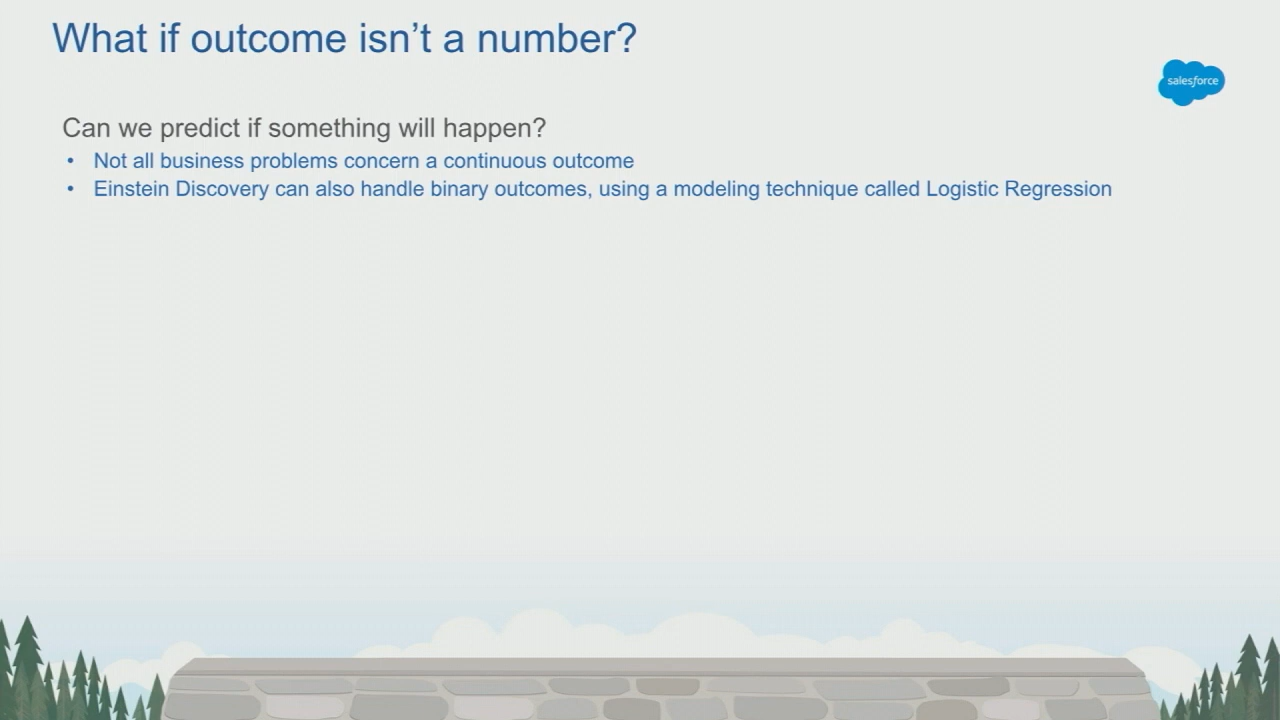 What if outcome isn’t a number?
salesforce
Can we predict if something will happen?
• Not all business problems concern a continuous outcome
• Einstein Discovery can also handle binary outcomes, using a modeling technique called Logistic Regression